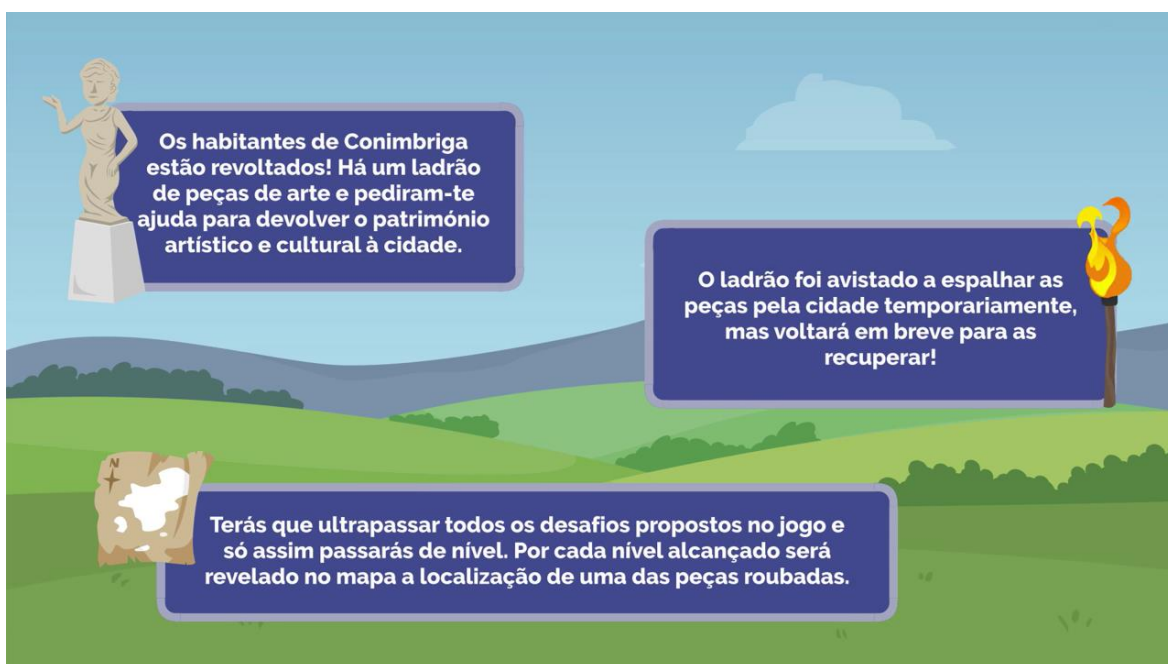 Os habitantes de Conimbriga
estão revoltados! Há um ladrão
de peças de arte e pediram-te
ajuda para devolver o património
artístico e cultural à cidade.
O ladrão foi avistado a espalhar as
peças pela cidade temporariamente,
mas voltará em breve para as
recuperar!
N
Terás que ultrapassar todos os desafios propostos no jogo e
só assim passarás de nível. Por cada nível alcançado será
revelado no mapa a localização de uma das peças roubadas.